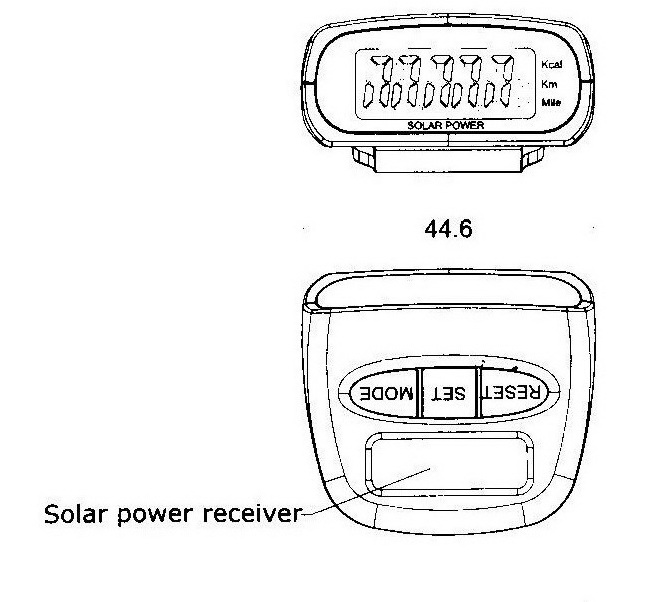 Kcal
Km
Mile
SOLAR POWER
44.6
MODE SET RESET
Solar power receiver